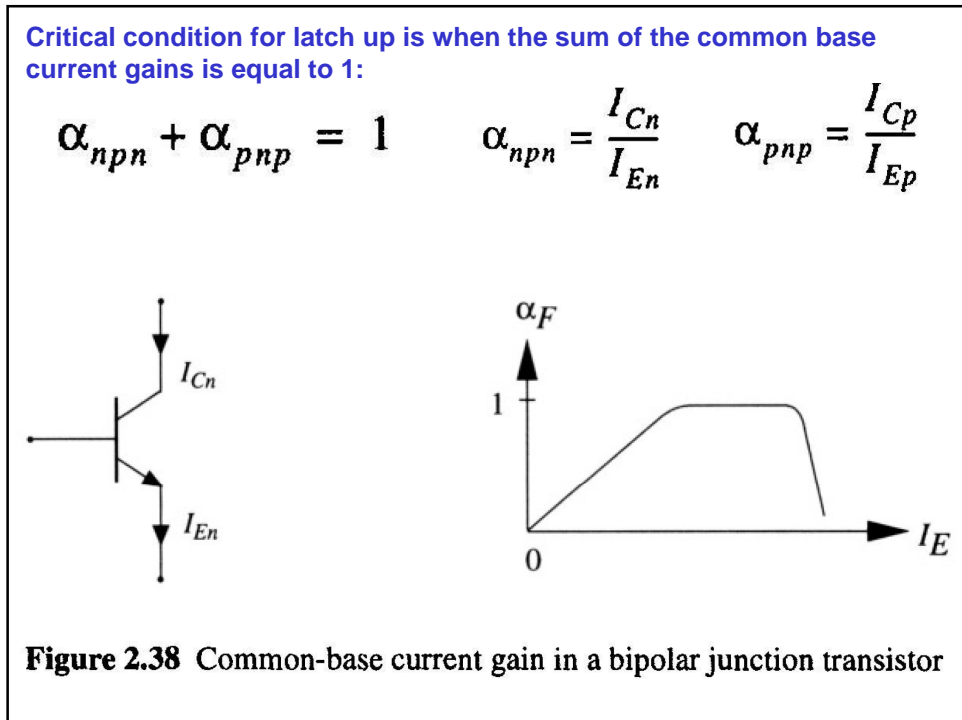 Critical condition for latch up is when the sum of the common base
current gains is equal to 1:
α_npn + α_pnp = 1 α_npn = I_Cn / I_En α_pnp = I_Cp / I_Ep
I_Cn
I_En
α_F
1
0
I_E
Figure 2.38 Common-base current gain in a bipolar junction transistor